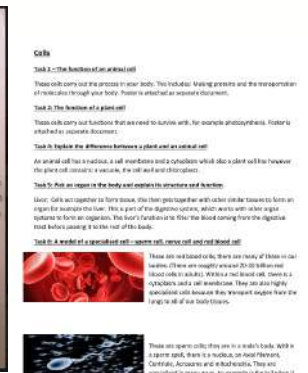 Cells
Task 1 – The function of an animal cell
These cells carry out the process in your body. This includes: Making proteins and the transportation
of molecules through your body. Poster is attached as separate document.
Task 2: The function of a plant cell
These cells carry out functions that we need to survive with, for example photosynthesis. Poster is
attached as separate document.
Task 4: Explain the difference between a plant and an animal cell
An animal cell has a nucleus, a cell membrane and a cytoplasm which also a plant cell has however
the plant cell contains: a vacuole, the cell wall and chloroplast.
Task 5: Pick an organ in the body and explain its structure and function
Liver: Cells act together to form tissue, the then gets together with other similar tissues to form an
organ for example the liver. This is part of the digestive system, which works with other organ
systems to form an organism. The liver's function is to filter the blood coming from the digestive
tract before passing it to the rest of the body.
Task 6: A model of a specialised cell – sperm cell, nerve cell and red blood cell
These are red blood cells, there are many of these in our
bodies. (There are roughly around 20-30 trillion red
blood cells in adults). Within a red blood cell, there is a
cytoplasm and a cell membrane. They are also highly
specialised cells because they transport oxygen from the
lungs to all of our body tissues.
These are sperm cells; they are in a male's body. Within
a sperm cell, there is a nucleus, an Axial Filament,
Centriole, Acrosome and mitochondria. They are